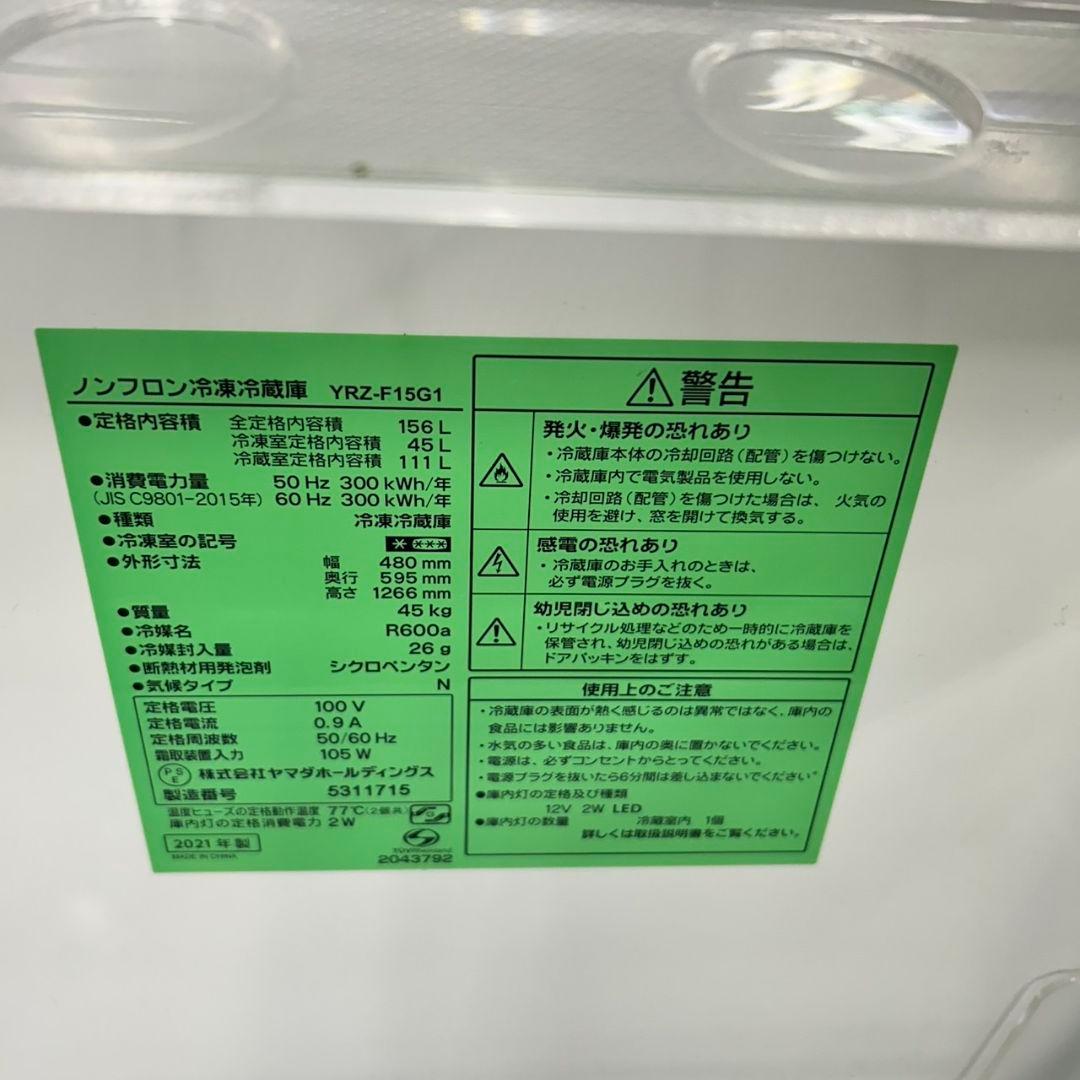 ノンフロン冷凍冷蔵庫 YRZ-F15G1
●定格内容積 全定格内容積 156 L
冷凍室定格内容積 45 L
冷蔵室定格内容積 111 L
●消費電力量 50 Hz 300 kWh/年
(JIS C9801-2015年) 60 Hz 300 kWh/年
●種類 冷凍冷蔵庫
●冷凍室の記号
●外形寸法 幅 480 mm
奥行 595 mm
高さ 1266 mm
●質量 45 kg
●冷媒名 R600a
●冷媒封入量 26 g
●断熱材用発泡剤 シクロペンタン
●気候タイプ N
定格電圧 100 V
定格電流 0.9 A
定格周波数 50/60 Hz
霜取装置入力 105 W
PSE 株式会社ヤマダホールディングス
製造番号 5311715
温度ヒューズの定格動作温度 77℃(2個共)
庫内灯の定格消費電力 2 W
2021 年製
MADE IN CHINA
2043792
警告
発火・爆発の恐れあり
・冷蔵庫本体の冷却回路(配管)を傷つけない。
・冷蔵庫内で電気製品を使用しない。
・冷却回路(配管)を傷つけた場合は、火気の
使用を避け、窓を開けて換気する。
感電の恐れあり
・冷蔵庫のお手入れのときは、
必ず電源プラグを抜く。
幼児閉じ込めの恐れあり
・リサイクル処理などのため一時的に冷蔵庫を
保管され、幼児閉じ込めの恐れがある場合は、
ドアパッキンをはずす。
使用上のご注意
・冷蔵庫の表面が熱く感じるのは異常ではなく、庫内の
食品には影響ありません。
・水気の多い食品は、庫内の奥に置かないでください。
・電源は、必ずコンセントからとってください。
・電源プラグを抜いたら6分間は差し込まないでください。
●庫内灯の定格及び種類
12V 2W LED
●庫内灯の数量 冷蔵室内 1個
詳しくは取扱説明書をご覧ください。